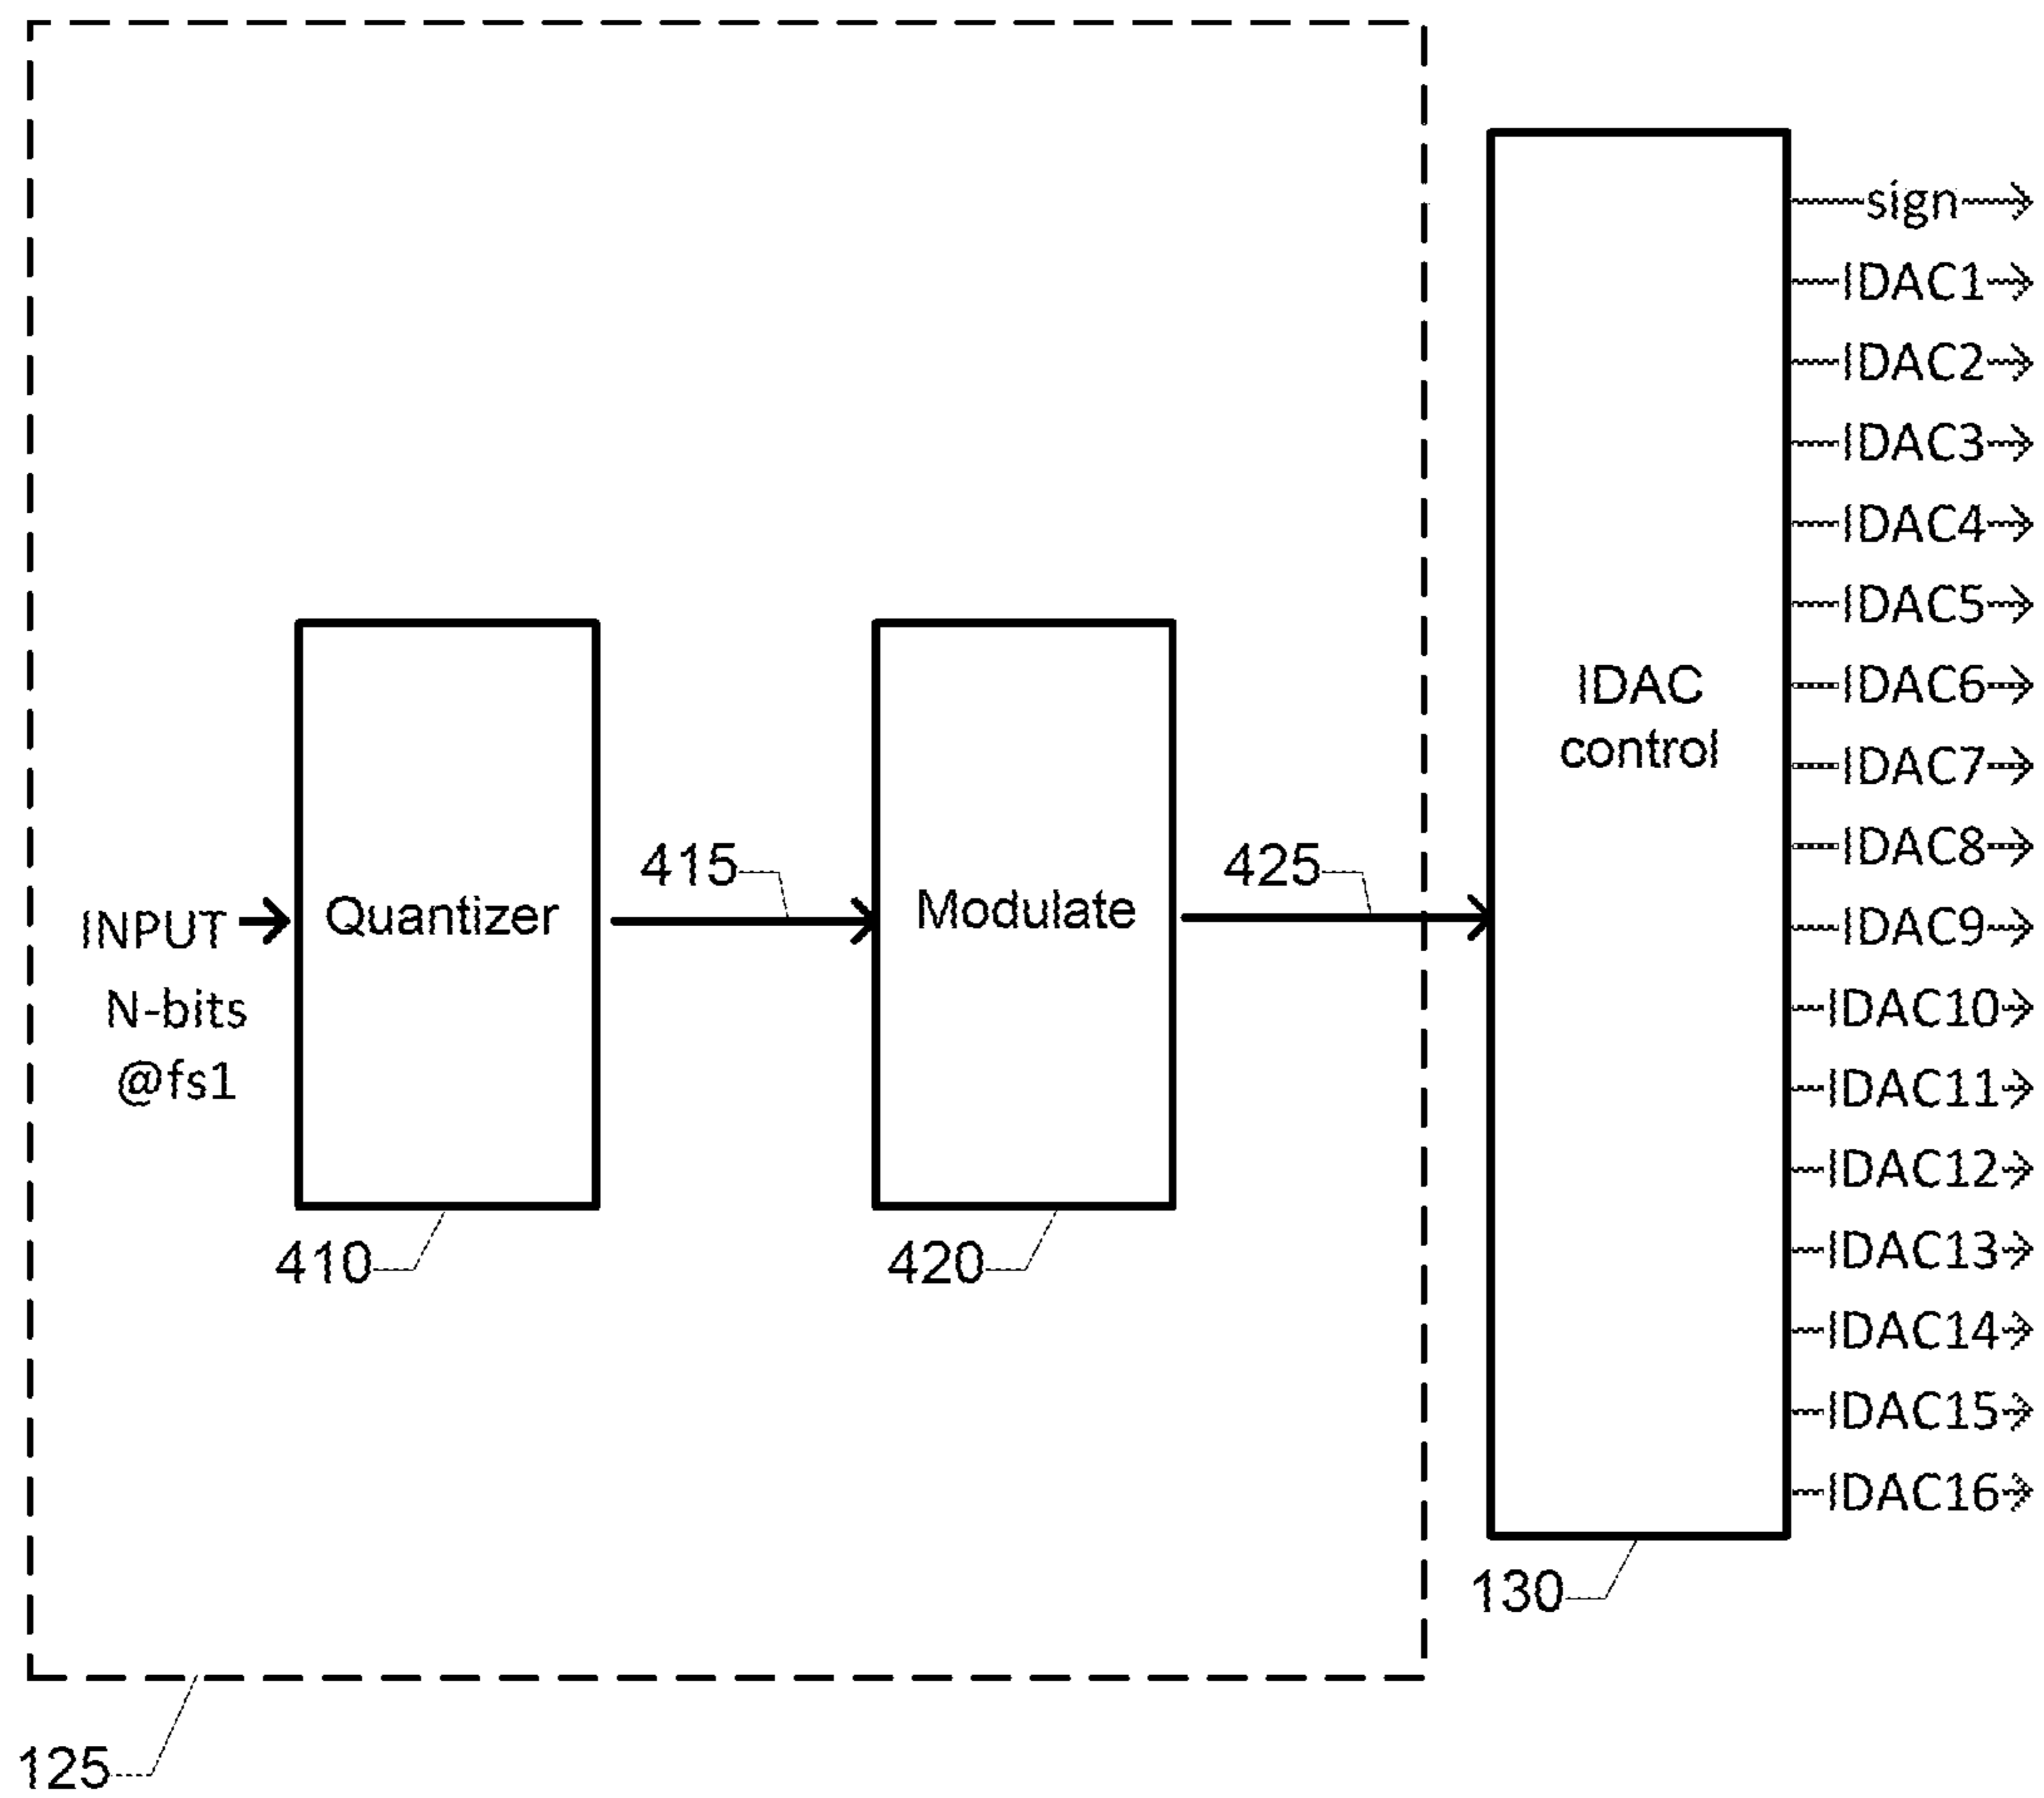 sign
IDAC1
IDAC2
IDAC3
IDAC4
IDAC5
IDAC6
IDAC7
IDAC8
IDAC9
IDAC10
IDAC11
IDAC12
IDAC13
IDAC14
IDAC15
IDAC16
IDAC
control
415
425
INPUT
N-bits
@fs1
Quantizer
Modulate
410
420
130
125